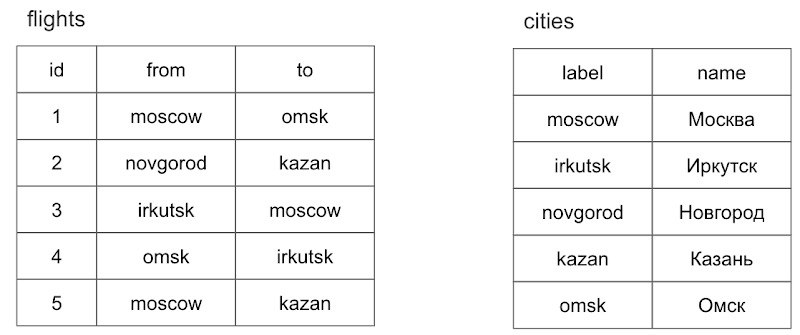 flights
id from to
1 moscow omsk
2 novgorod kazan
3 irkutsk moscow
4 omsk irkutsk
5 moscow kazan
cities
label name
moscow Москва
irkutsk Иркутск
novgorod Новгород
kazan Казань
omsk Омск